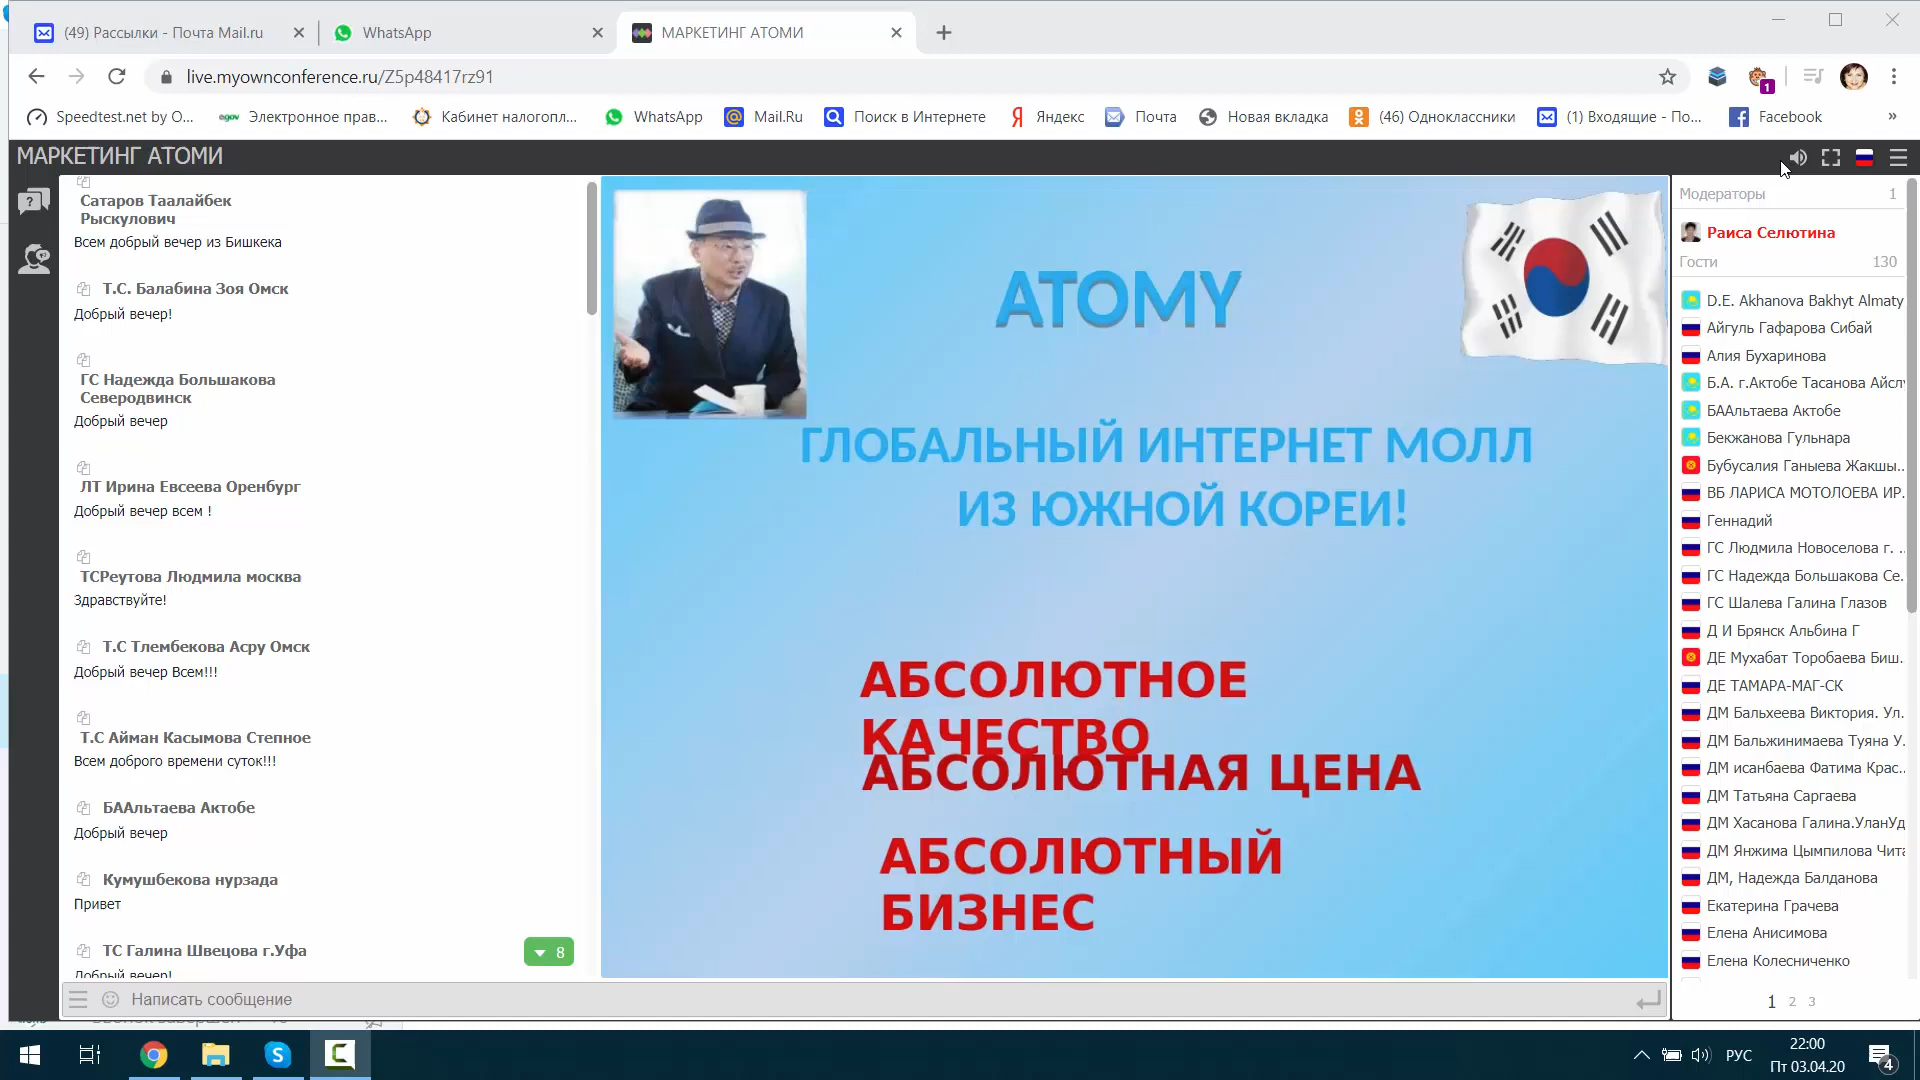 (49) Рассылки - Почта Mail.ru
WhatsApp
МАРКЕТИНГ АТОМИ
live.myownconference.ru/Z5p48417rz91
1
Speedtest.net by O...
Электронное прав...
Кабинет налогопл...
WhatsApp
Mail.Ru
Поиск в Интернете
Яндекс
Почта
Новая вкладка
(46) Одноклассники
(1) Входящие - По...
Facebook
»
МАРКЕТИНГ АТОМИ
Сатаров Таалайбек
Рыскулович
Всем добрый вечер из Бишкека
Т.С. Балабина Зоя Омск
Добрый вечер!
ГС Надежда Большакова
Северодвинск
Добрый вечер
ЛТ Ирина Евсеева Оренбург
Добрый вечер всем !
ТСРеутова Людмила москва
Здравствуйте!
Т.С Тлембекова Асру Омск
Добрый вечер Всем!!!
Т.С Айман Касымова Степное
Всем доброго времени суток!!!
БААльтаева Актобе
Добрый вечер
Кумушбекова нурзада
Привет
ТС Галина Швецова г.Уфа
Добрый вечер!
8
Написать сообщение
ATOMY
ГЛОБАЛЬНЫЙ ИНТЕРНЕТ МОЛЛ
ИЗ ЮЖНОЙ КОРЕИ!
АБСОЛЮТНОЕ
КАЧЕСТВО
АБСОЛЮТНАЯ ЦЕНА
АБСОЛЮТНЫЙ
БИЗНЕС
Модераторы 1
Раиса Селютина
Гости 130
D.E. Akhanova Bakhyt Almaty
Айгуль Гафарова Сибай
Алия Бухаринова
Б.А. г.Актобе Тасанова Айслу
БААльтаева Актобе
Бекжанова Гульнара
Бубусалия Ганыева Жакшы...
ВБ ЛАРИСА МОТОЛОЕВА ИР...
Геннадий
ГС Людмила Новоселова г. ...
ГС Надежда Большакова Се...
ГС Шалева Галина Глазов
Д И Брянск Альбина Г
ДЕ Мухабат Торобаева Биш...
ДЕ ТАМАРА-МАГ-СК
ДМ Бальхеева Виктория. Ул...
ДМ Бальжинимаева Туяна У...
ДМ исанбаева Фатима Крас...
ДМ Татьяна Саргаева
ДМ Хасанова Галина.УланУд
ДМ Янжима Цымпилова Чита
ДМ, Надежда Балданова
Екатерина Грачева
Елена Анисимова
Елена Колесниченко
1 2 3
РУС
22:00
Пт 03.04.20
4